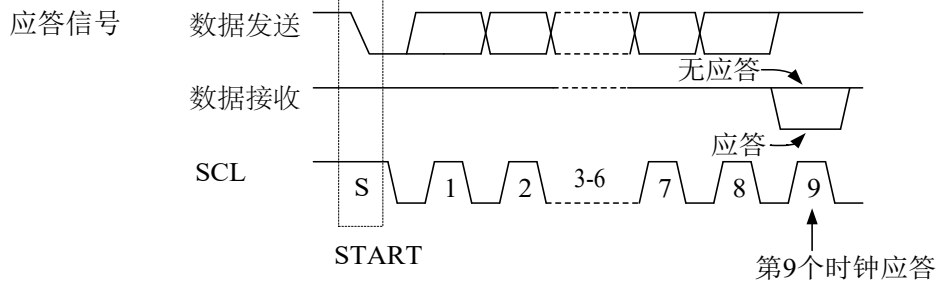 应答信号
数据发送
无应答
数据接收
应答
SCL
S
1
2
3-6
7
8
9
START
第9个时钟应答